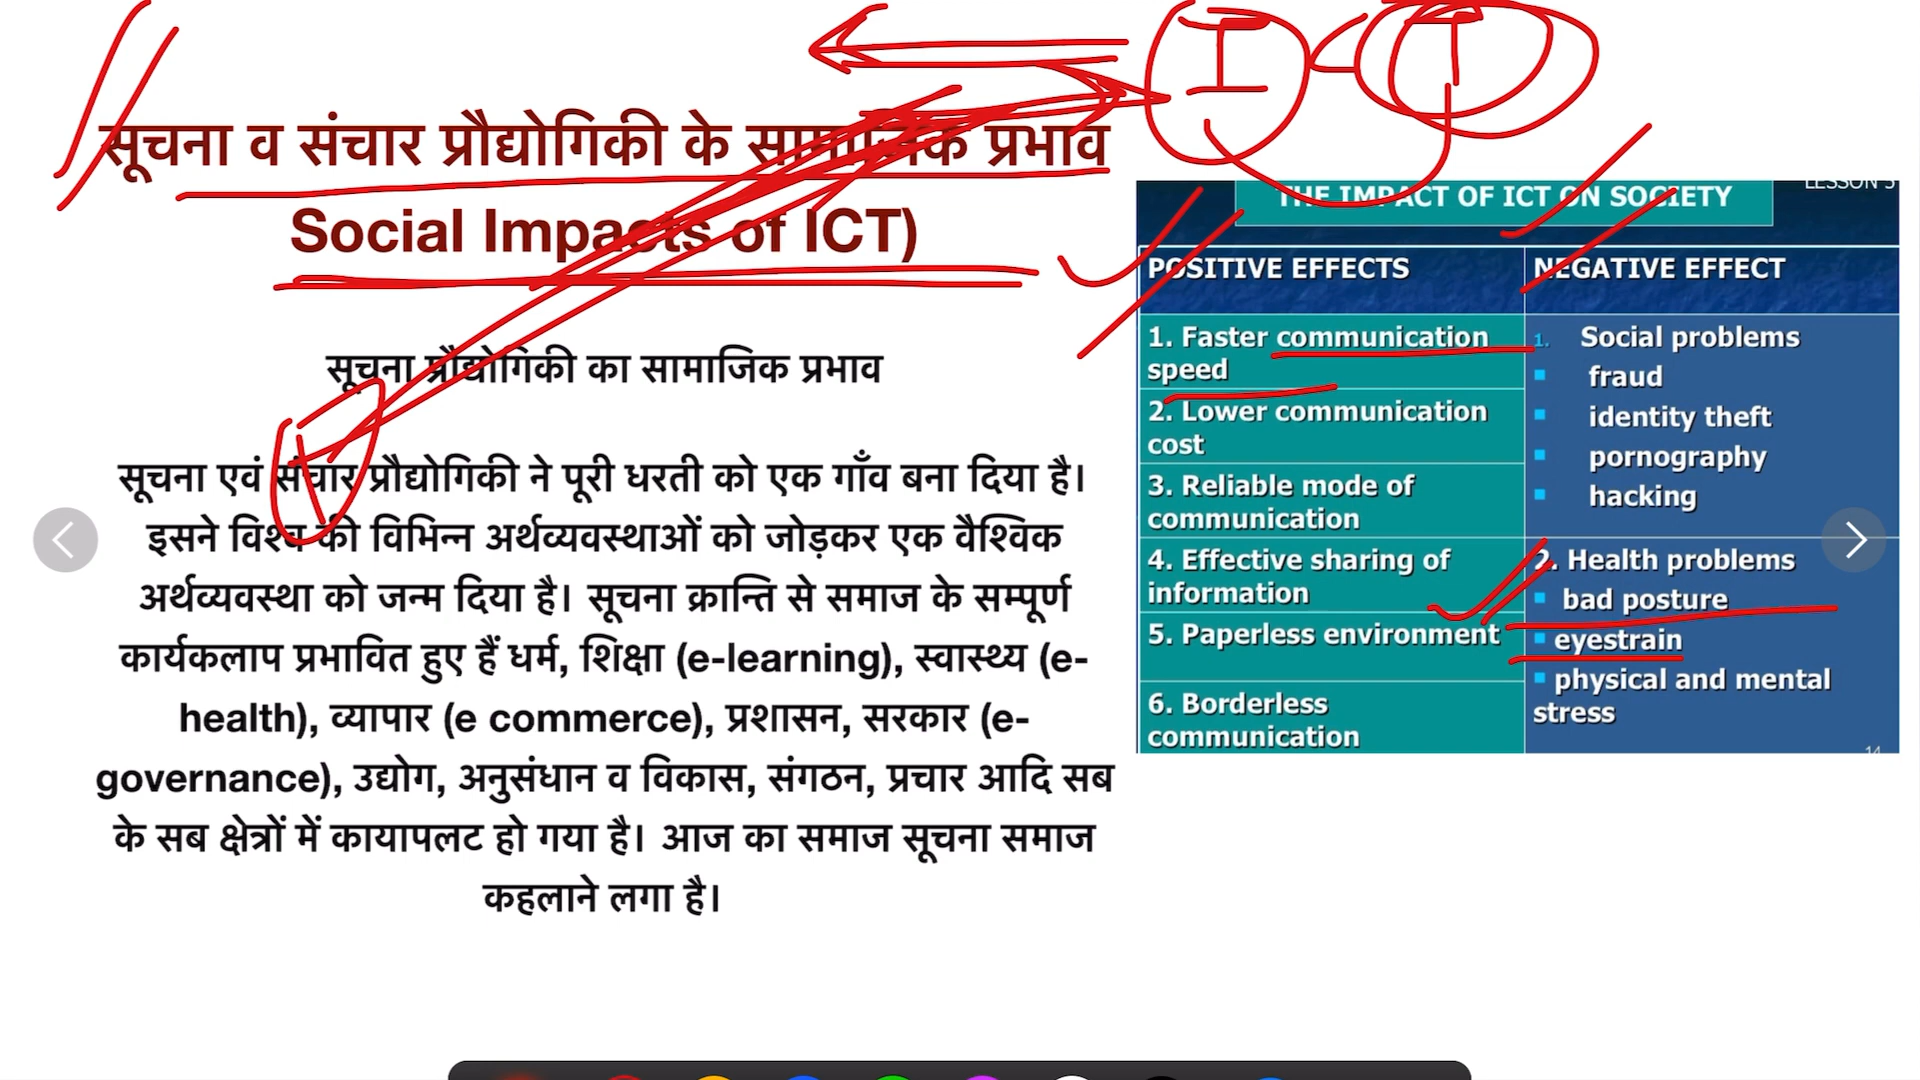 I
T
सूचना व संचार प्रौद्योगिकी के सामाजिक प्रभाव
Social Impacts of ICT)
सूचना प्रौद्योगिकी का सामाजिक प्रभाव
सूचना एवं संचार प्रौद्योगिकी ने पूरी धरती को एक गाँव बना दिया है।
इसने विश्व की विभिन्न अर्थव्यवस्थाओं को जोड़कर एक वैश्विक
अर्थव्यवस्था को जन्म दिया है। सूचना क्रान्ति से समाज के सम्पूर्ण
कार्यकलाप प्रभावित हुए हैं धर्म, शिक्षा (e-learning), स्वास्थ्य (e-
health), व्यापार (e commerce), प्रशासन, सरकार (e-
governance), उद्योग, अनुसंधान व विकास, संगठन, प्रचार आदि सब
के सब क्षेत्रों में कायापलट हो गया है। आज का समाज सूचना समाज
कहलाने लगा है।
LESSON 5
THE IMPACT OF ICT ON SOCIETY
POSITIVE EFFECTS
1. Faster communication
speed
2. Lower communication
cost
3. Reliable mode of
communication
4. Effective sharing of
information
5. Paperless environment
6. Borderless
communication
NEGATIVE EFFECT
1. Social problems
fraud
identity theft
pornography
hacking
2. Health problems
bad posture
eyestrain
physical and mental
stress
14